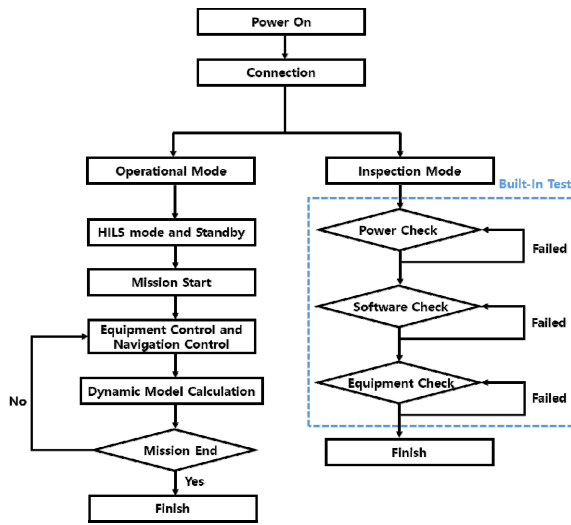 Power On
Connection
Operational Mode
HILS mode and Standby
Mission Start
Equipment Control and
Navigation Control
Dynamic Model Calculation
No
Mission End
Yes
Finish
Inspection Mode
Built-In Test
Power Check
Failed
Software Check
Failed
Equipment Check
Failed
Finish